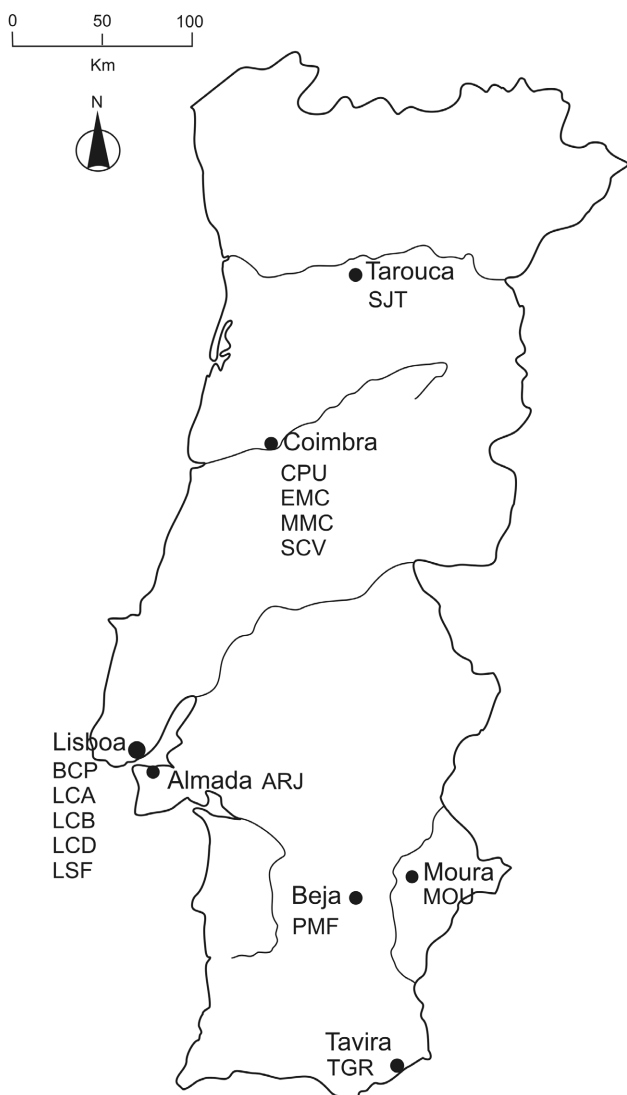 0 50 100
Km
N
Tarouca
SJT
Coimbra
CPU
EMC
MMC
SCV
Lisboa
BCP
LCA
LCB
LCD
LSF
Almada ARJ
Moura
MOU
Beja
PMF
Tavira
TGR